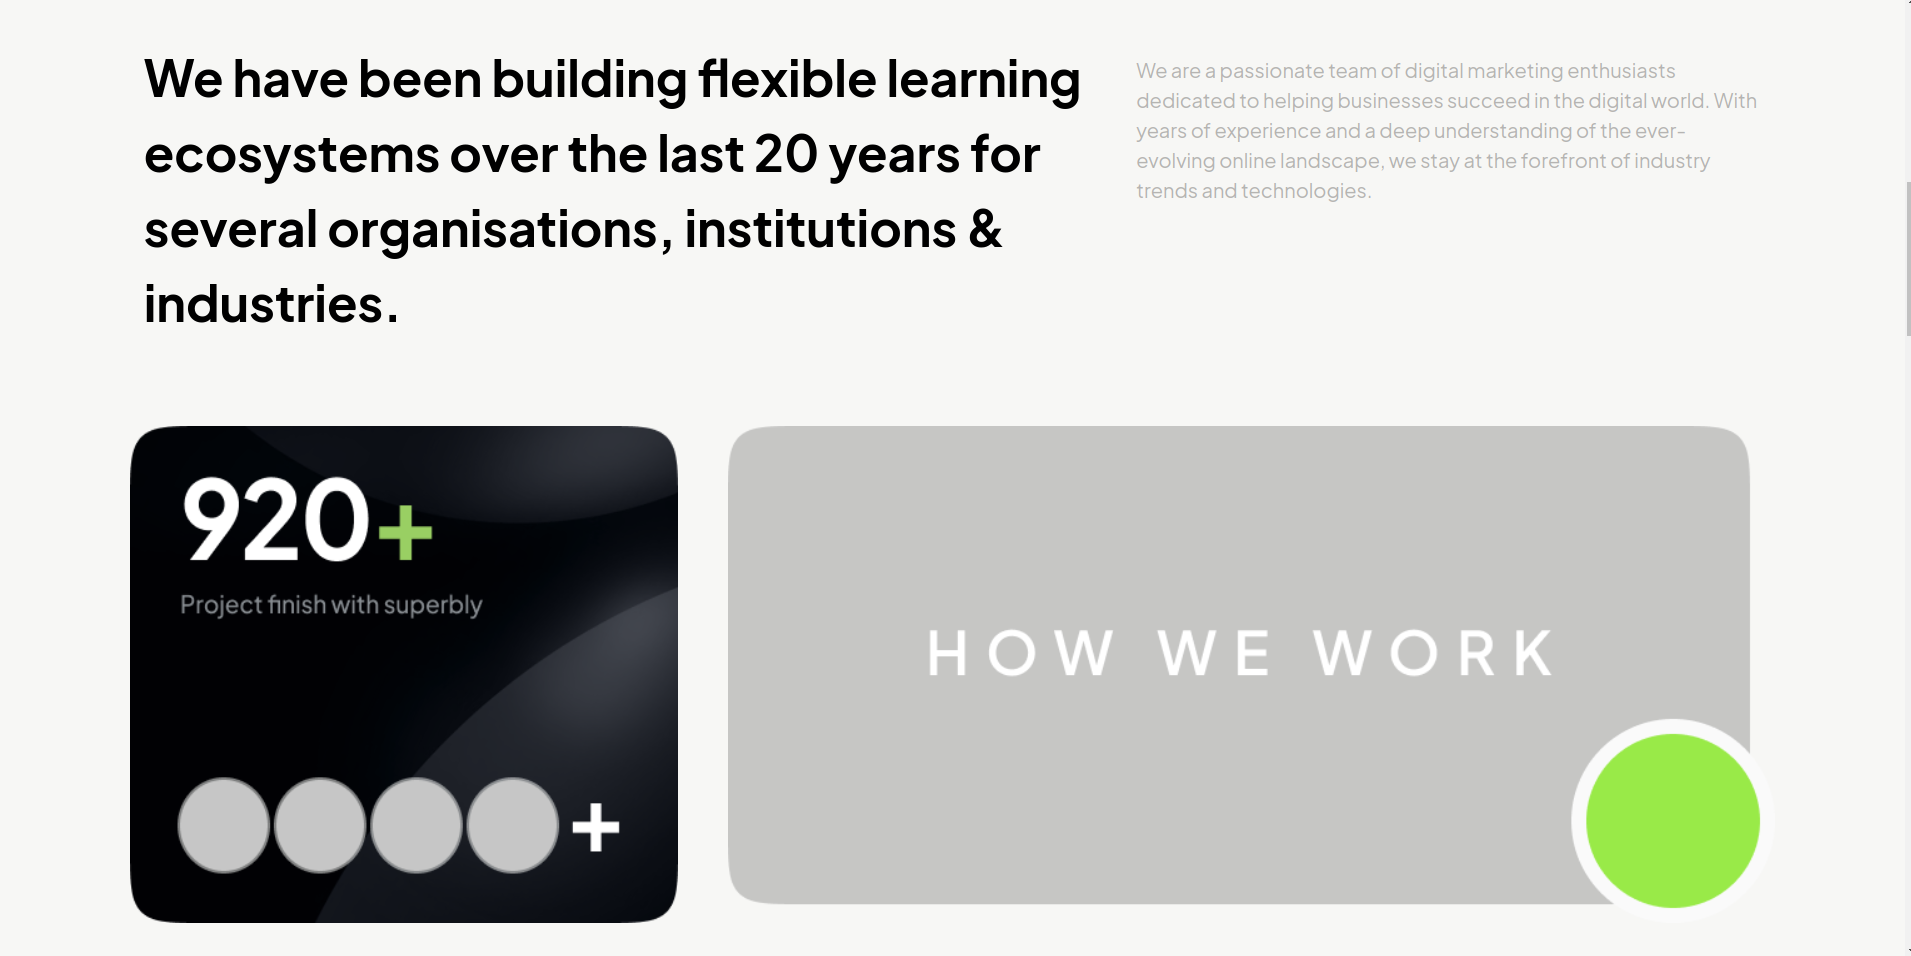 We have been building flexible learning
ecosystems over the last 20 years for
several organisations, institutions &
industries.
We are a passionate team of digital marketing enthusiasts
dedicated to helping businesses succeed in the digital world. With
years of experience and a deep understanding of the ever-
evolving online landscape, we stay at the forefront of industry
trends and technologies.
920+
Project finish with superbly
+
HOW WE WORK